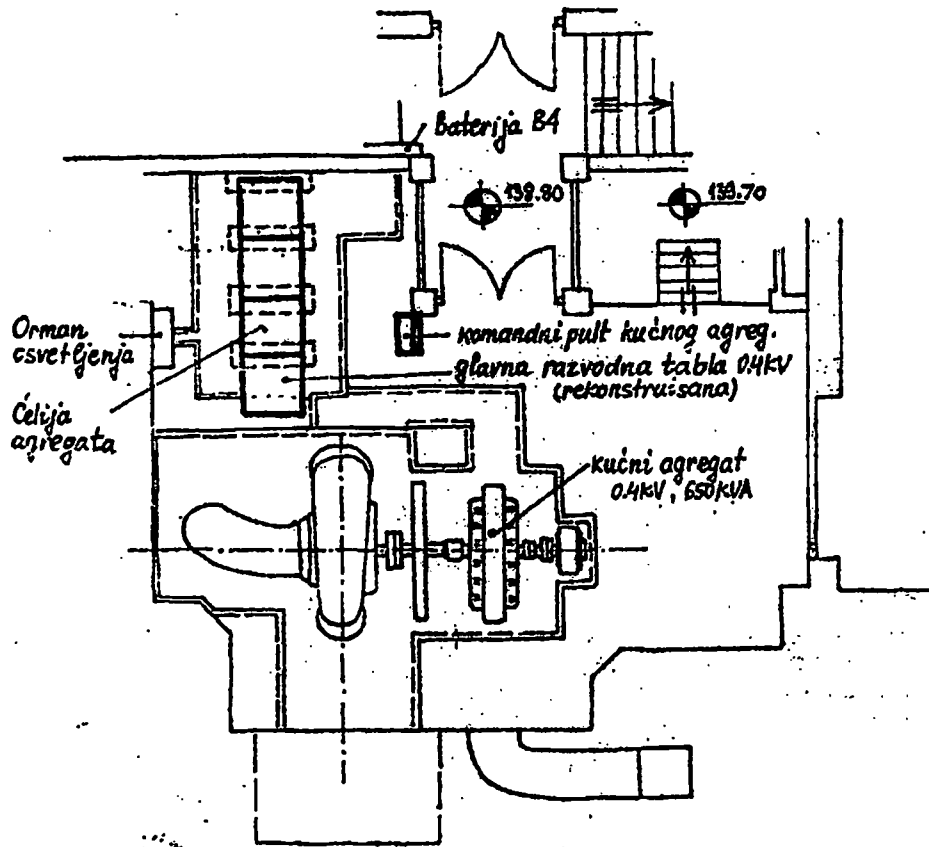 Baterija B4
139.80
139.70
Orman
osvetljenja
komandni pult kućnog agreg.
glavna razvodna tabla 0.4kV
(rekonstruisana)
Ćelija
agregata
kućni agregat
0.4kV, 650KVA